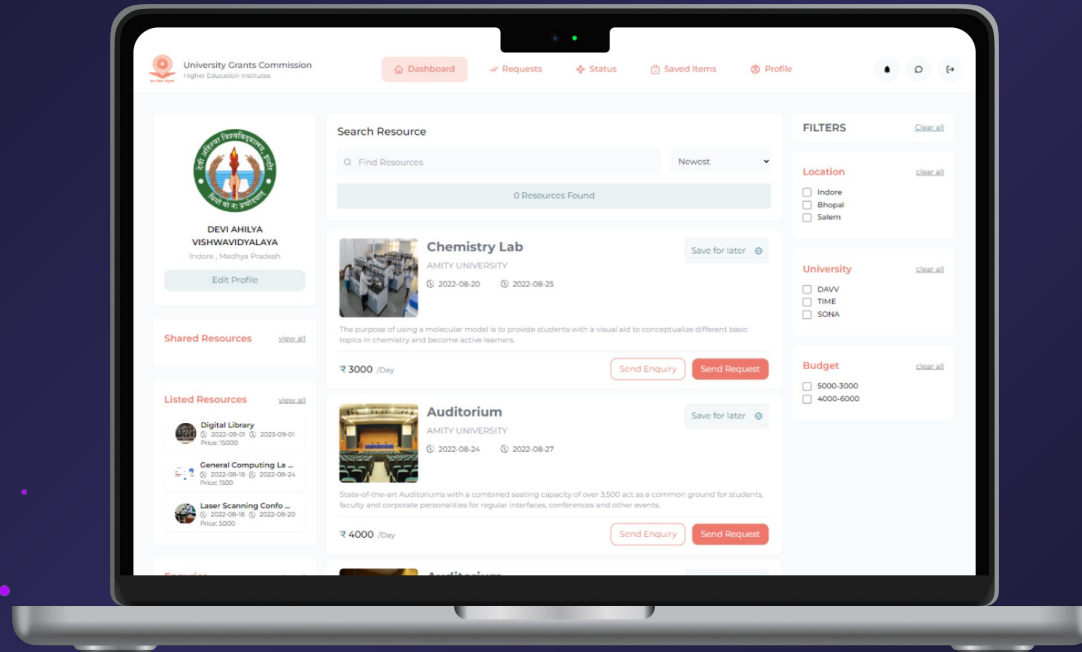 University Grants Commission
Higher Education Institutes
Dashboard
Requests
Status
Saved Items
Profile
DEVI AHILYA
VISHWAVIDYALAYA
Indore , Madhya Pradesh
Edit Profile
Shared Resources view all
Listed Resources view all
Digital Library
2022-09-01 2023-09-01
Price: 15000
General Computing La ...
2022-08-18 2022-08-24
Price: 1500
Laser Scanning Confo ...
2022-08-18 2022-08-20
Price: 5000
Search Resource
Find Resources
Newest
0 Resources Found
Chemistry Lab
Save for later
AMITY UNIVERSITY
2022-08-20 2022-08-25
The purpose of using a molecular model is to provide students with a visual aid to conceptualize different basic
topics in chemistry and become active learners.
₹ 3000 /Day
Send Enquiry
Send Request
Auditorium
Save for later
AMITY UNIVERSITY
2022-08-24 2022-08-27
State-of-the-art Auditoriums with a combined seating capacity of over 3,500 act as a common ground for students,
faculty and corporate personalities for regular interfaces, conferences and other events.
₹ 4000 /Day
Send Enquiry
Send Request
FILTERS Clear all
Location clear all
Indore
Bhopal
Salem
University clear all
DAVV
TIME
SONA
Budget clear all
5000-3000
4000-6000